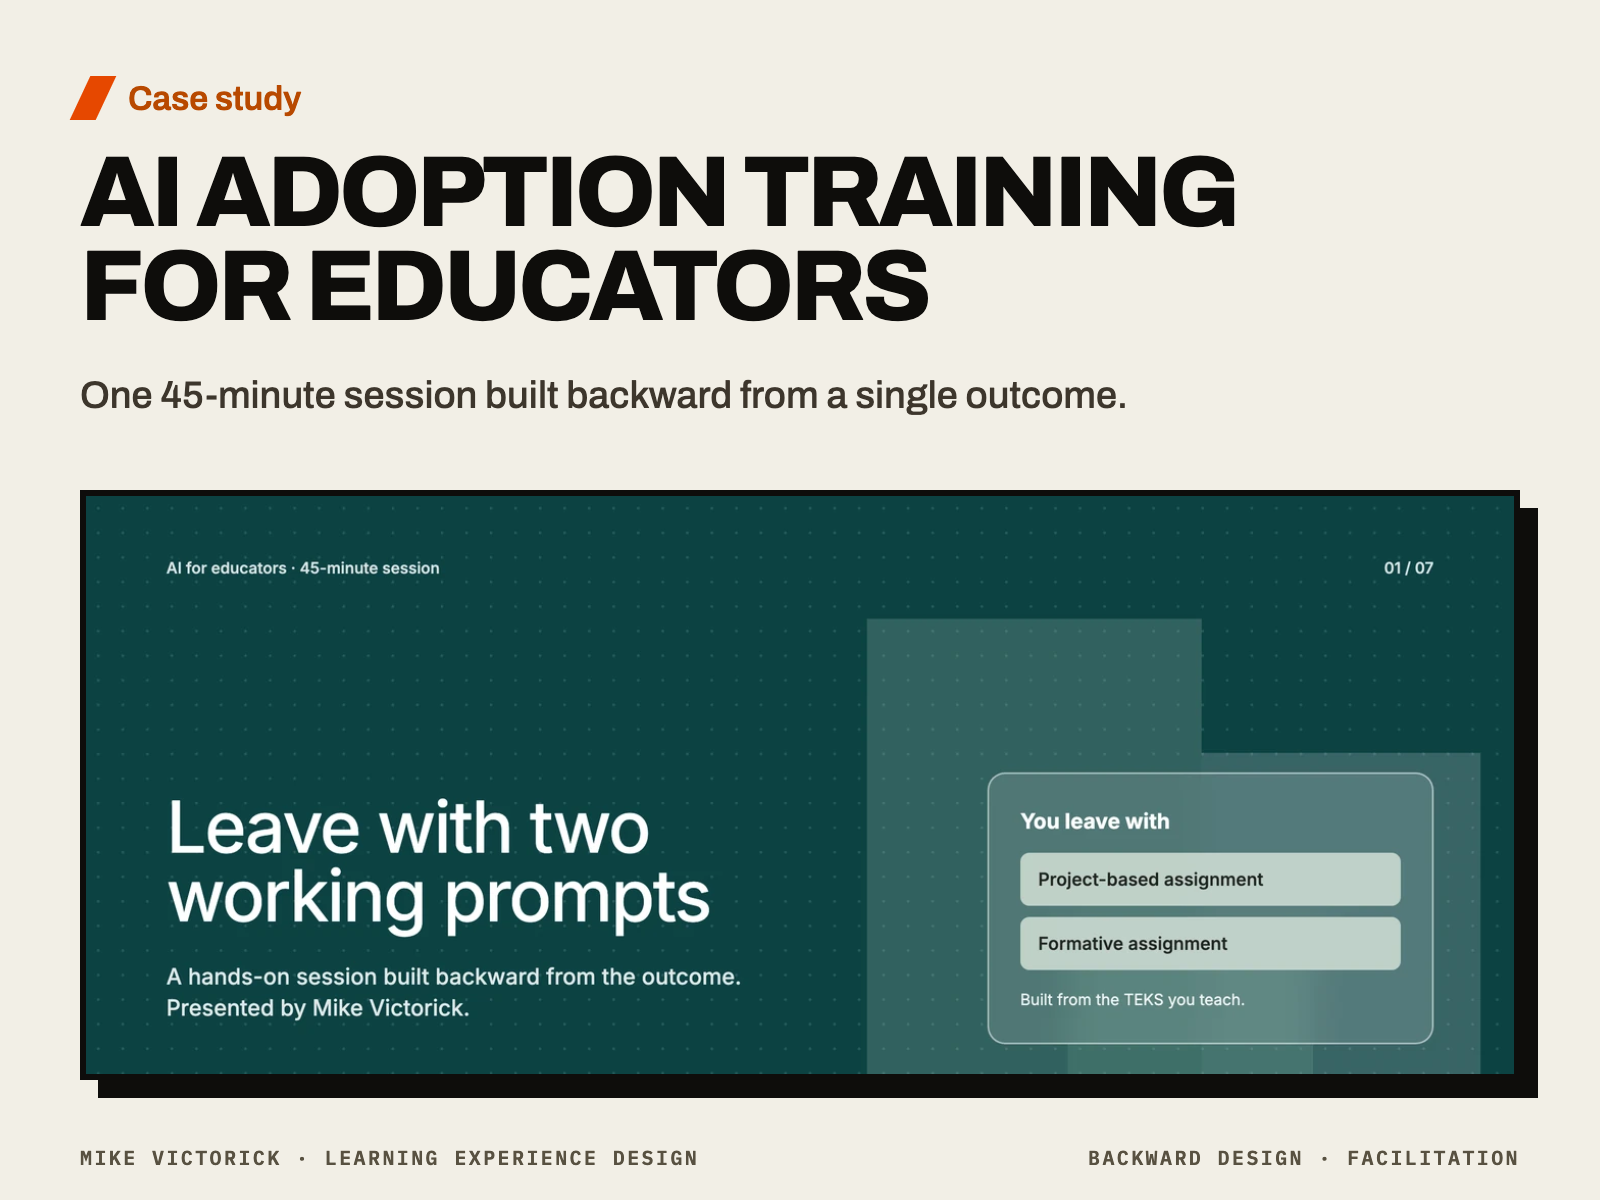 Case study
AI ADOPTION TRAINING
FOR EDUCATORS
One 45-minute session built backward from a single outcome.
AI for educators · 45-minute session
01 / 07
Leave with two
working prompts
A hands-on session built backward from the outcome.
Presented by Mike Victorick.
You leave with
Project-based assignment
Formative assignment
Built from the TEKS you teach.
MIKE VICTORICK · LEARNING EXPERIENCE DESIGN
BACKWARD DESIGN · FACILITATION